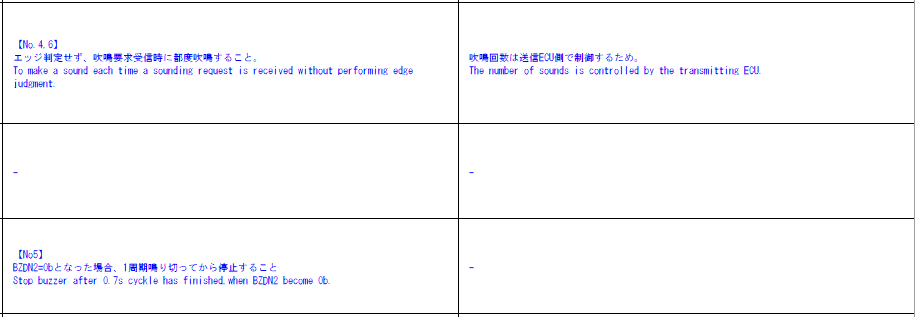 【No.4.6】
エッジ判定せず、吹鳴要求受信時に都度吹鳴すること。
To make a sound each time a sounding request is received without performing edge
judgment.
吹鳴回数は送信ECU側で制御するため。
The number of sounds is controlled by the transmitting ECU.
-
-
【No5】
BZDN2=0bとなった場合、1周期鳴り切ってから停止すること
Stop buzzer after 0.7s cyckle has finished,when BZDN2 become 0b.
-